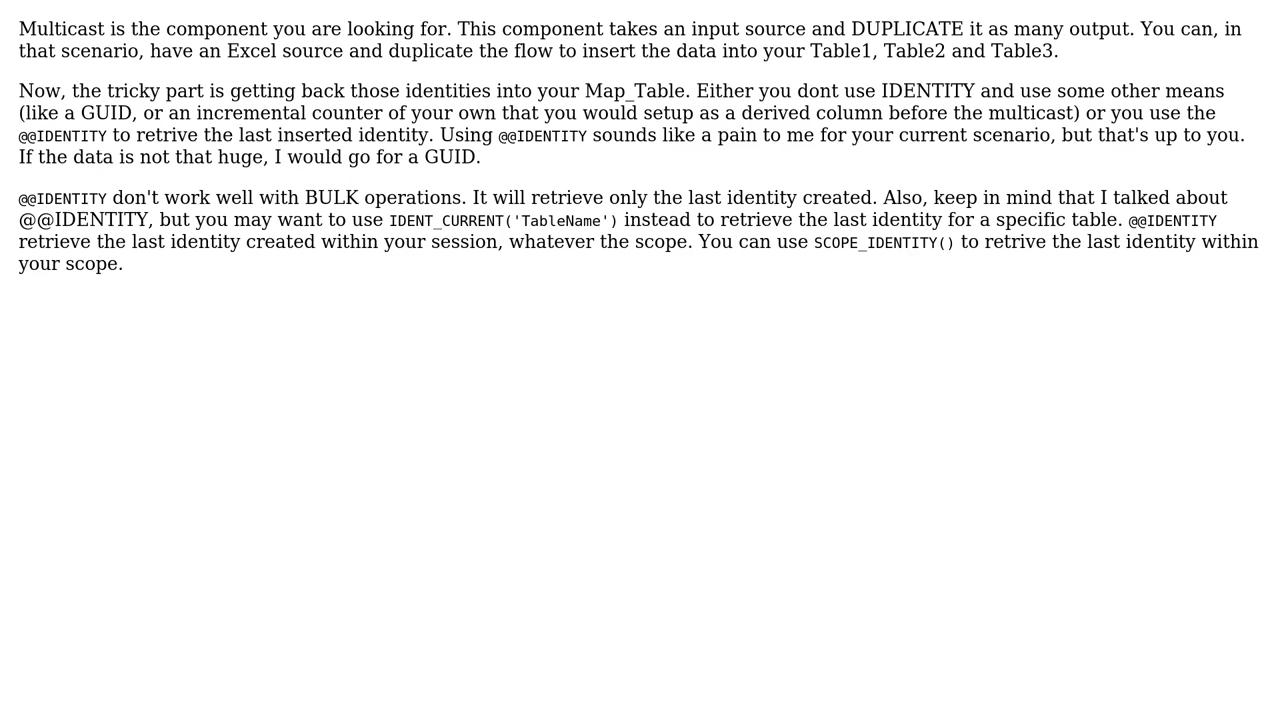 Multicast is the component you are looking for. This component takes an input source and DUPLICATE it as many output. You can, in
that scenario, have an Excel source and duplicate the flow to insert the data into your Table1, Table2 and Table3.
Now, the tricky part is getting back those identities into your Map_Table. Either you dont use IDENTITY and use some other means
(like a GUID, or an incremental counter of your own that you would setup as a derived column before the multicast) or you use the
@@IDENTITY to retrive the last inserted identity. Using @@IDENTITY sounds like a pain to me for your current scenario, but that's up to you.
If the data is not that huge, I would go for a GUID.
@@IDENTITY don't work well with BULK operations. It will retrieve only the last identity created. Also, keep in mind that I talked about
@@IDENTITY, but you may want to use IDENT_CURRENT('TableName') instead to retrieve the last identity for a specific table. @@IDENTITY
retrieve the last identity created within your session, whatever the scope. You can use SCOPE_IDENTITY() to retrive the last identity within
your scope.